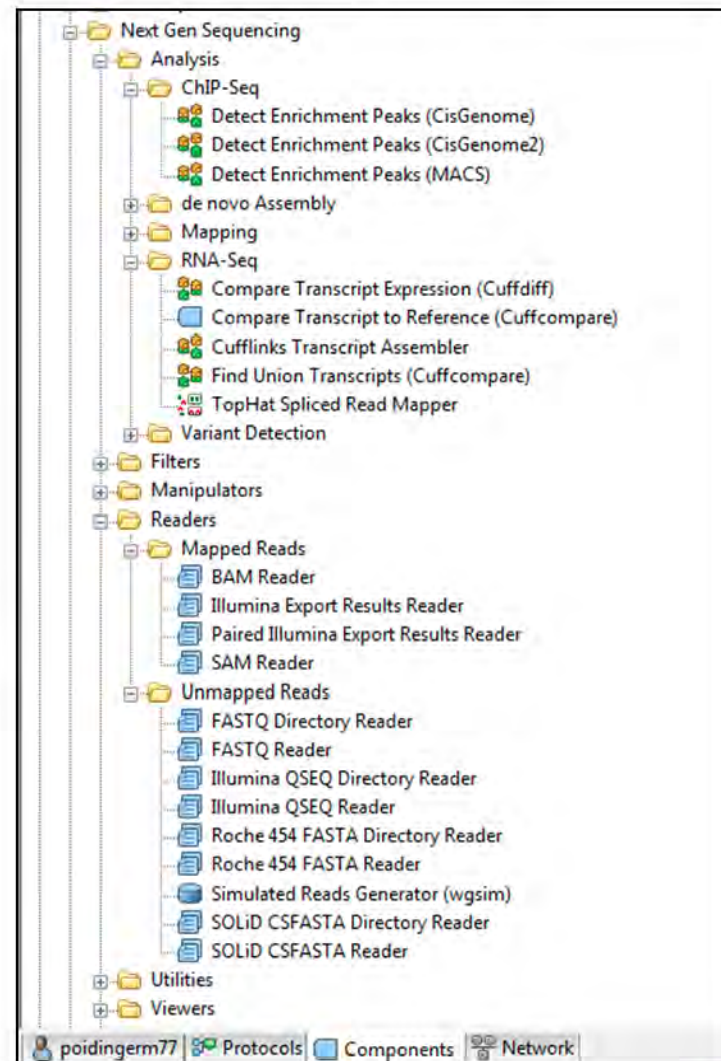 Next Gen Sequencing
Analysis
ChIP-Seq
Detect Enrichment Peaks (CisGenome)
Detect Enrichment Peaks (CisGenome2)
Detect Enrichment Peaks (MACS)
de novo Assembly
Mapping
RNA-Seq
Compare Transcript Expression (Cuffdiff)
Compare Transcript to Reference (Cuffcompare)
Cufflinks Transcript Assembler
Find Union Transcripts (Cuffcompare)
TopHat Spliced Read Mapper
Variant Detection
Filters
Manipulators
Readers
Mapped Reads
BAM Reader
Illumina Export Results Reader
Paired Illumina Export Results Reader
SAM Reader
Unmapped Reads
FASTQ Directory Reader
FASTQ Reader
Illumina QSEQ Directory Reader
Illumina QSEQ Reader
Roche 454 FASTA Directory Reader
Roche 454 FASTA Reader
Simulated Reads Generator (wgsim)
SOLiD CSFASTA Directory Reader
SOLiD CSFASTA Reader
Utilities
Viewers
poidingerm77 Protocols Components Network